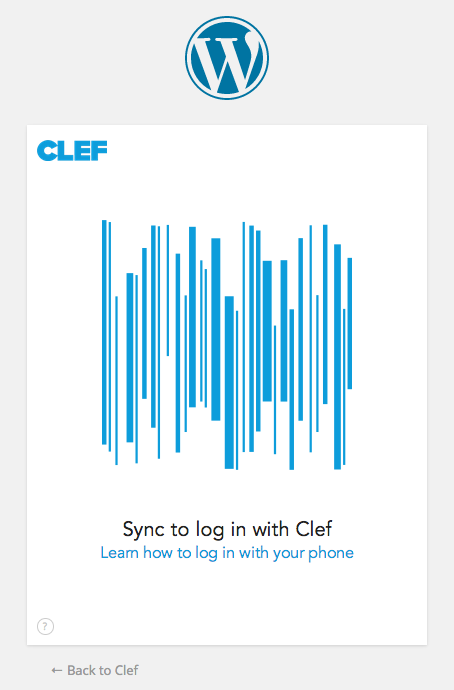 W
CLEF
Sync to log in with Clef
Learn how to log in with your phone
?
← Back to Clef